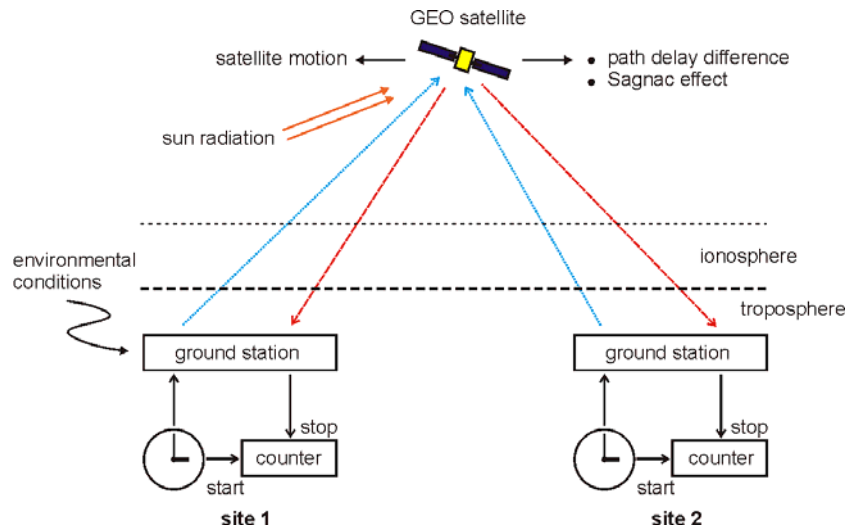 GEO satellite
satellite motion
• path delay difference
• Sagnac effect
sun radiation
environmental
conditions
ionosphere
troposphere
ground station
ground station
stop
stop
counter
counter
start
start
site 1
site 2